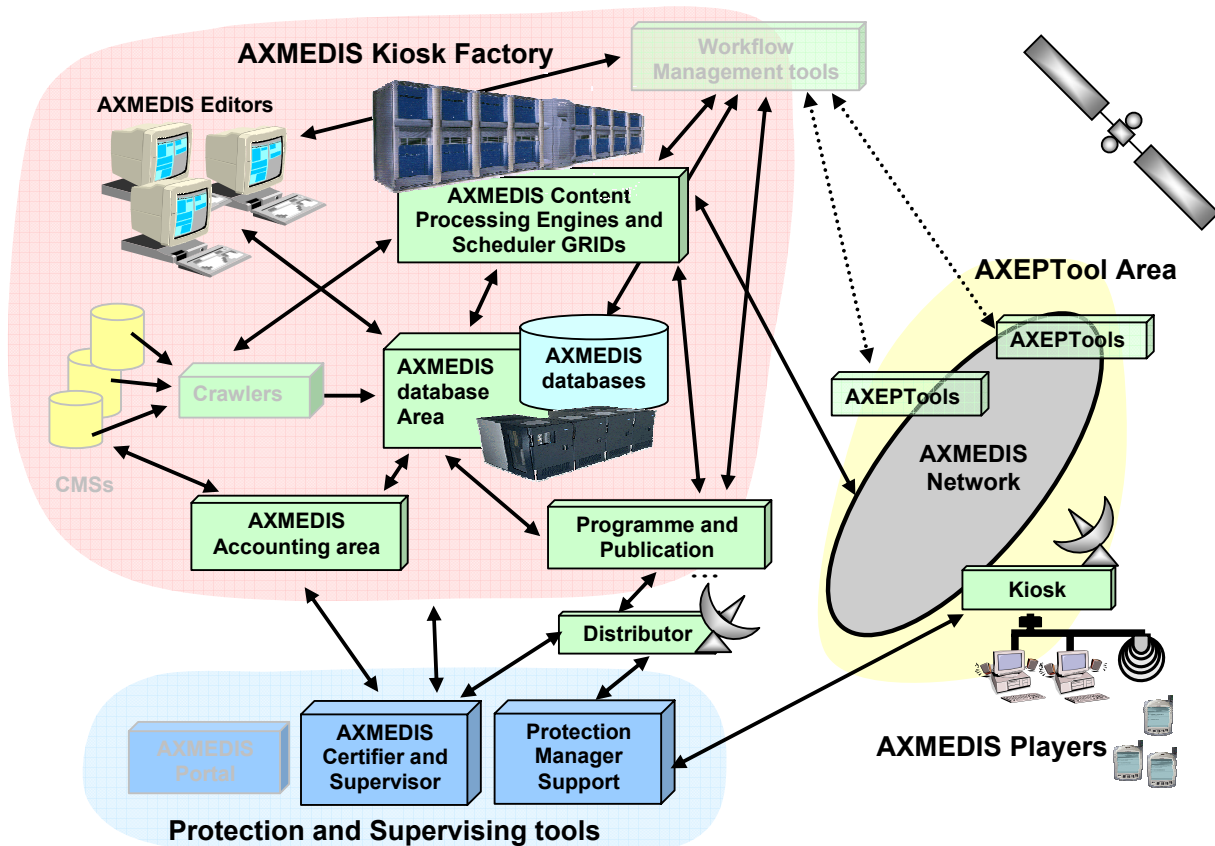 AXMEDIS Kiosk Factory
Workflow
Management tools
AXMEDIS Editors
AXMEDIS Content
Processing Engines and
Scheduler GRIDs
AXEPTool Area
AXEPTools
AXEPTools
AXMEDIS
database
Area
AXMEDIS
databases
Crawlers
CMSs
AXMEDIS
Network
AXMEDIS
Accounting area
Programme and
Publication
...
Kiosk
Distributor
AXMEDIS
Portal
AXMEDIS
Certifier and
Supervisor
Protection
Manager
Support
AXMEDIS Players
Protection and Supervising tools